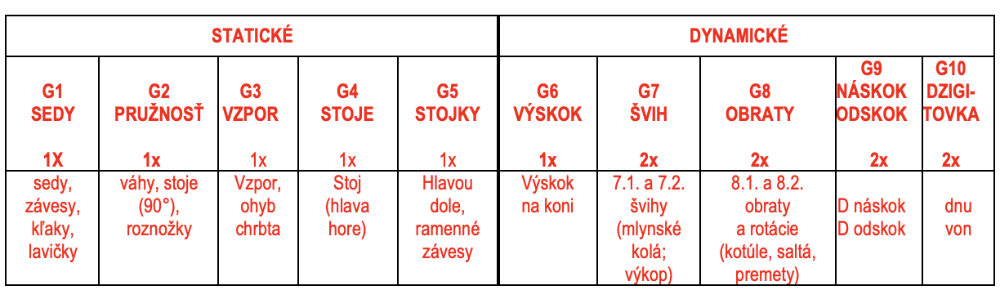 STATICKÉ
DYNAMICKÉ
G1
SEDY
1X
G2
PRUŽNOSŤ
1x
G3
VZPOR
1x
G4
STOJE
1x
G5
STOJKY
1x
G6
VÝSKOK
1x
G7
ŠVIH
2x
G8
OBRATY
2x
G9
NÁSKOK
ODSKOK
2x
G10
DZIGI-
TOVKA
2x
sedy,
závesy,
kľaky,
lavičky
váhy, stoje
(90°),
roznožky
Vzpor,
ohyb
chrbta
Stoj
(hlava
hore)
Hlavou
dole,
ramenné
závesy
Výskok
na koni
7.1. a 7.2.
švihy
(mlynské
kolá;
výkop)
8.1. a 8.2.
obraty
a rotácie
(kotúle, saltá,
premety)
D náskok
D odskok
dnu
von